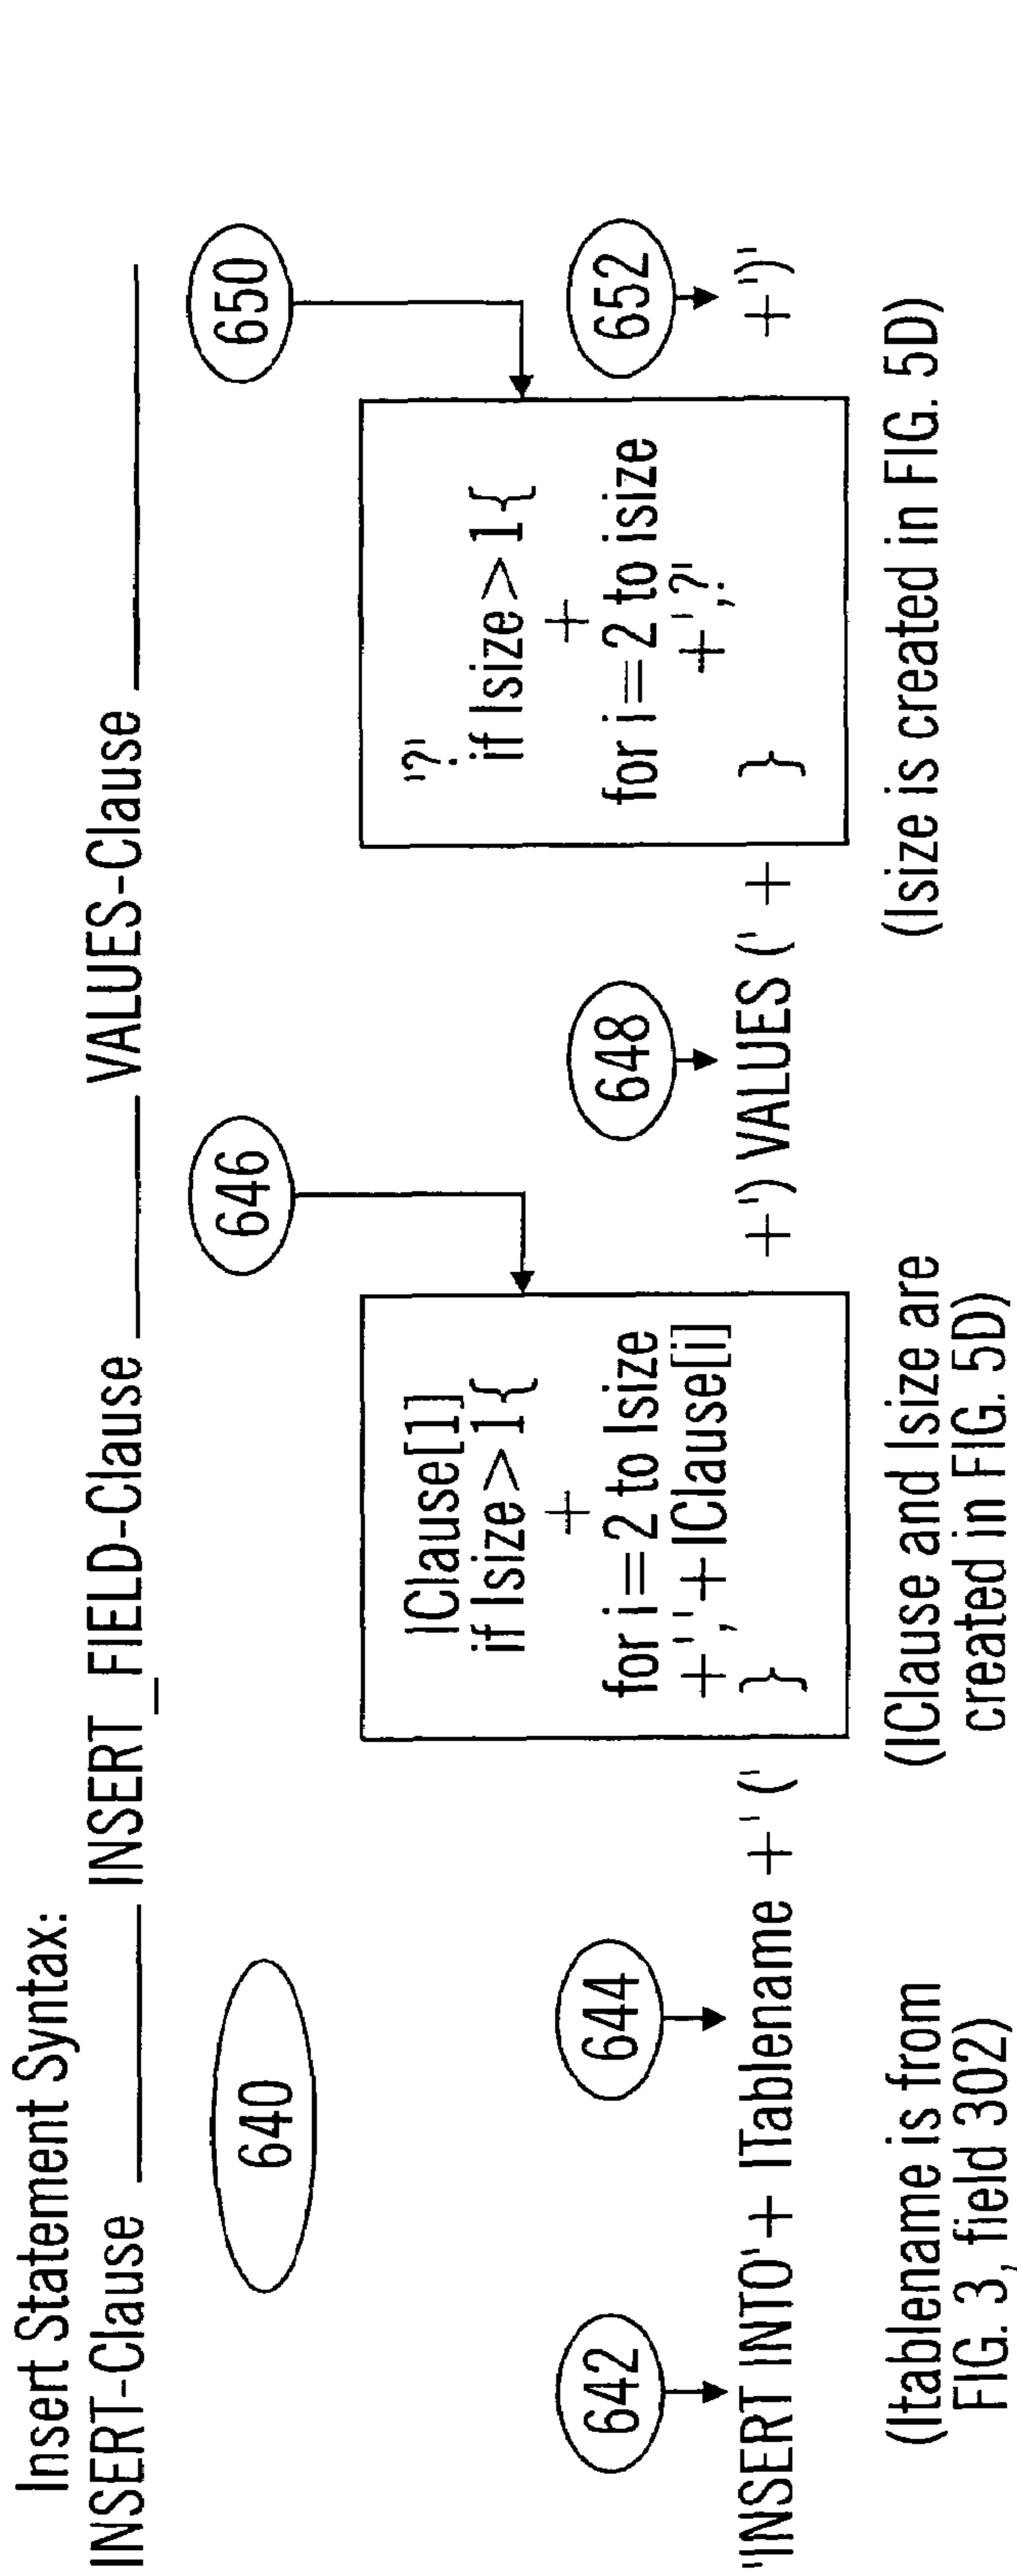 Insert Statement Syntax:
INSERT-Clause INSERT_FIELD-Clause VALUES-Clause
640
646
650
642
644
648
652
IClause[1]
if Isize > 1{
+
for i = 2 to Isize
+','+ IClause[i]
}
'?'
if Isize > 1{
+
for i = 2 to isize
+',?'
}
'INSERT INTO'+ ITablename +' (' +') VALUES (' + +')'
(Itablename is from
FIG. 3, field 302)
(IClause and Isize are
created in FIG. 5D)
(Isize is created in FIG. 5D)